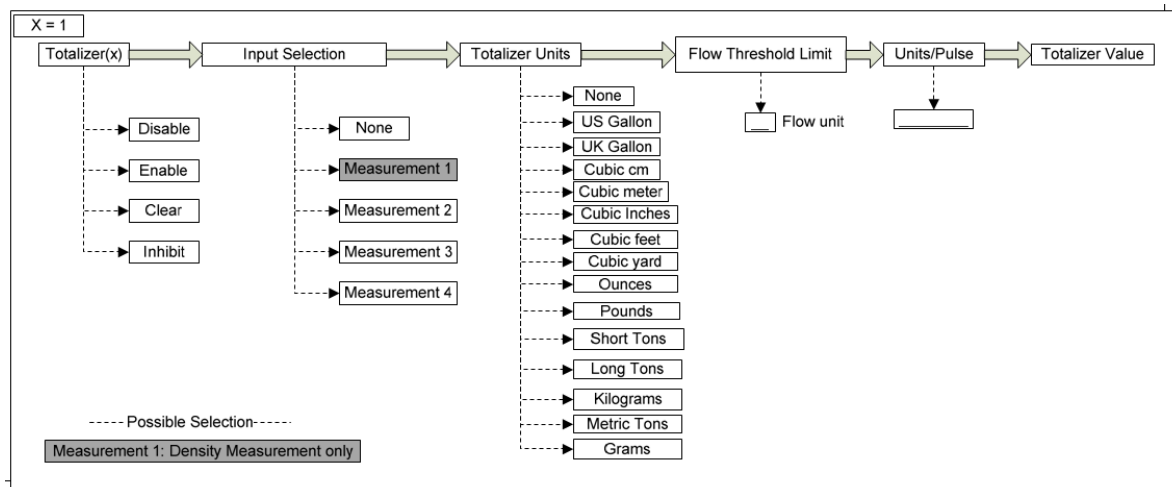 X = 1
Totalizer(x)
Input Selection
Totalizer Units
Flow Threshold Limit
Units/Pulse
Totalizer Value
Disable
Enable
Clear
Inhibit
None
Measurement 1
Measurement 2
Measurement 3
Measurement 4
None
US Gallon
UK Gallon
Cubic cm
Cubic meter
Cubic Inches
Cubic feet
Cubic yard
Ounces
Pounds
Short Tons
Long Tons
Kilograms
Metric Tons
Grams
Flow unit
Possible Selection
Measurement 1: Density Measurement only